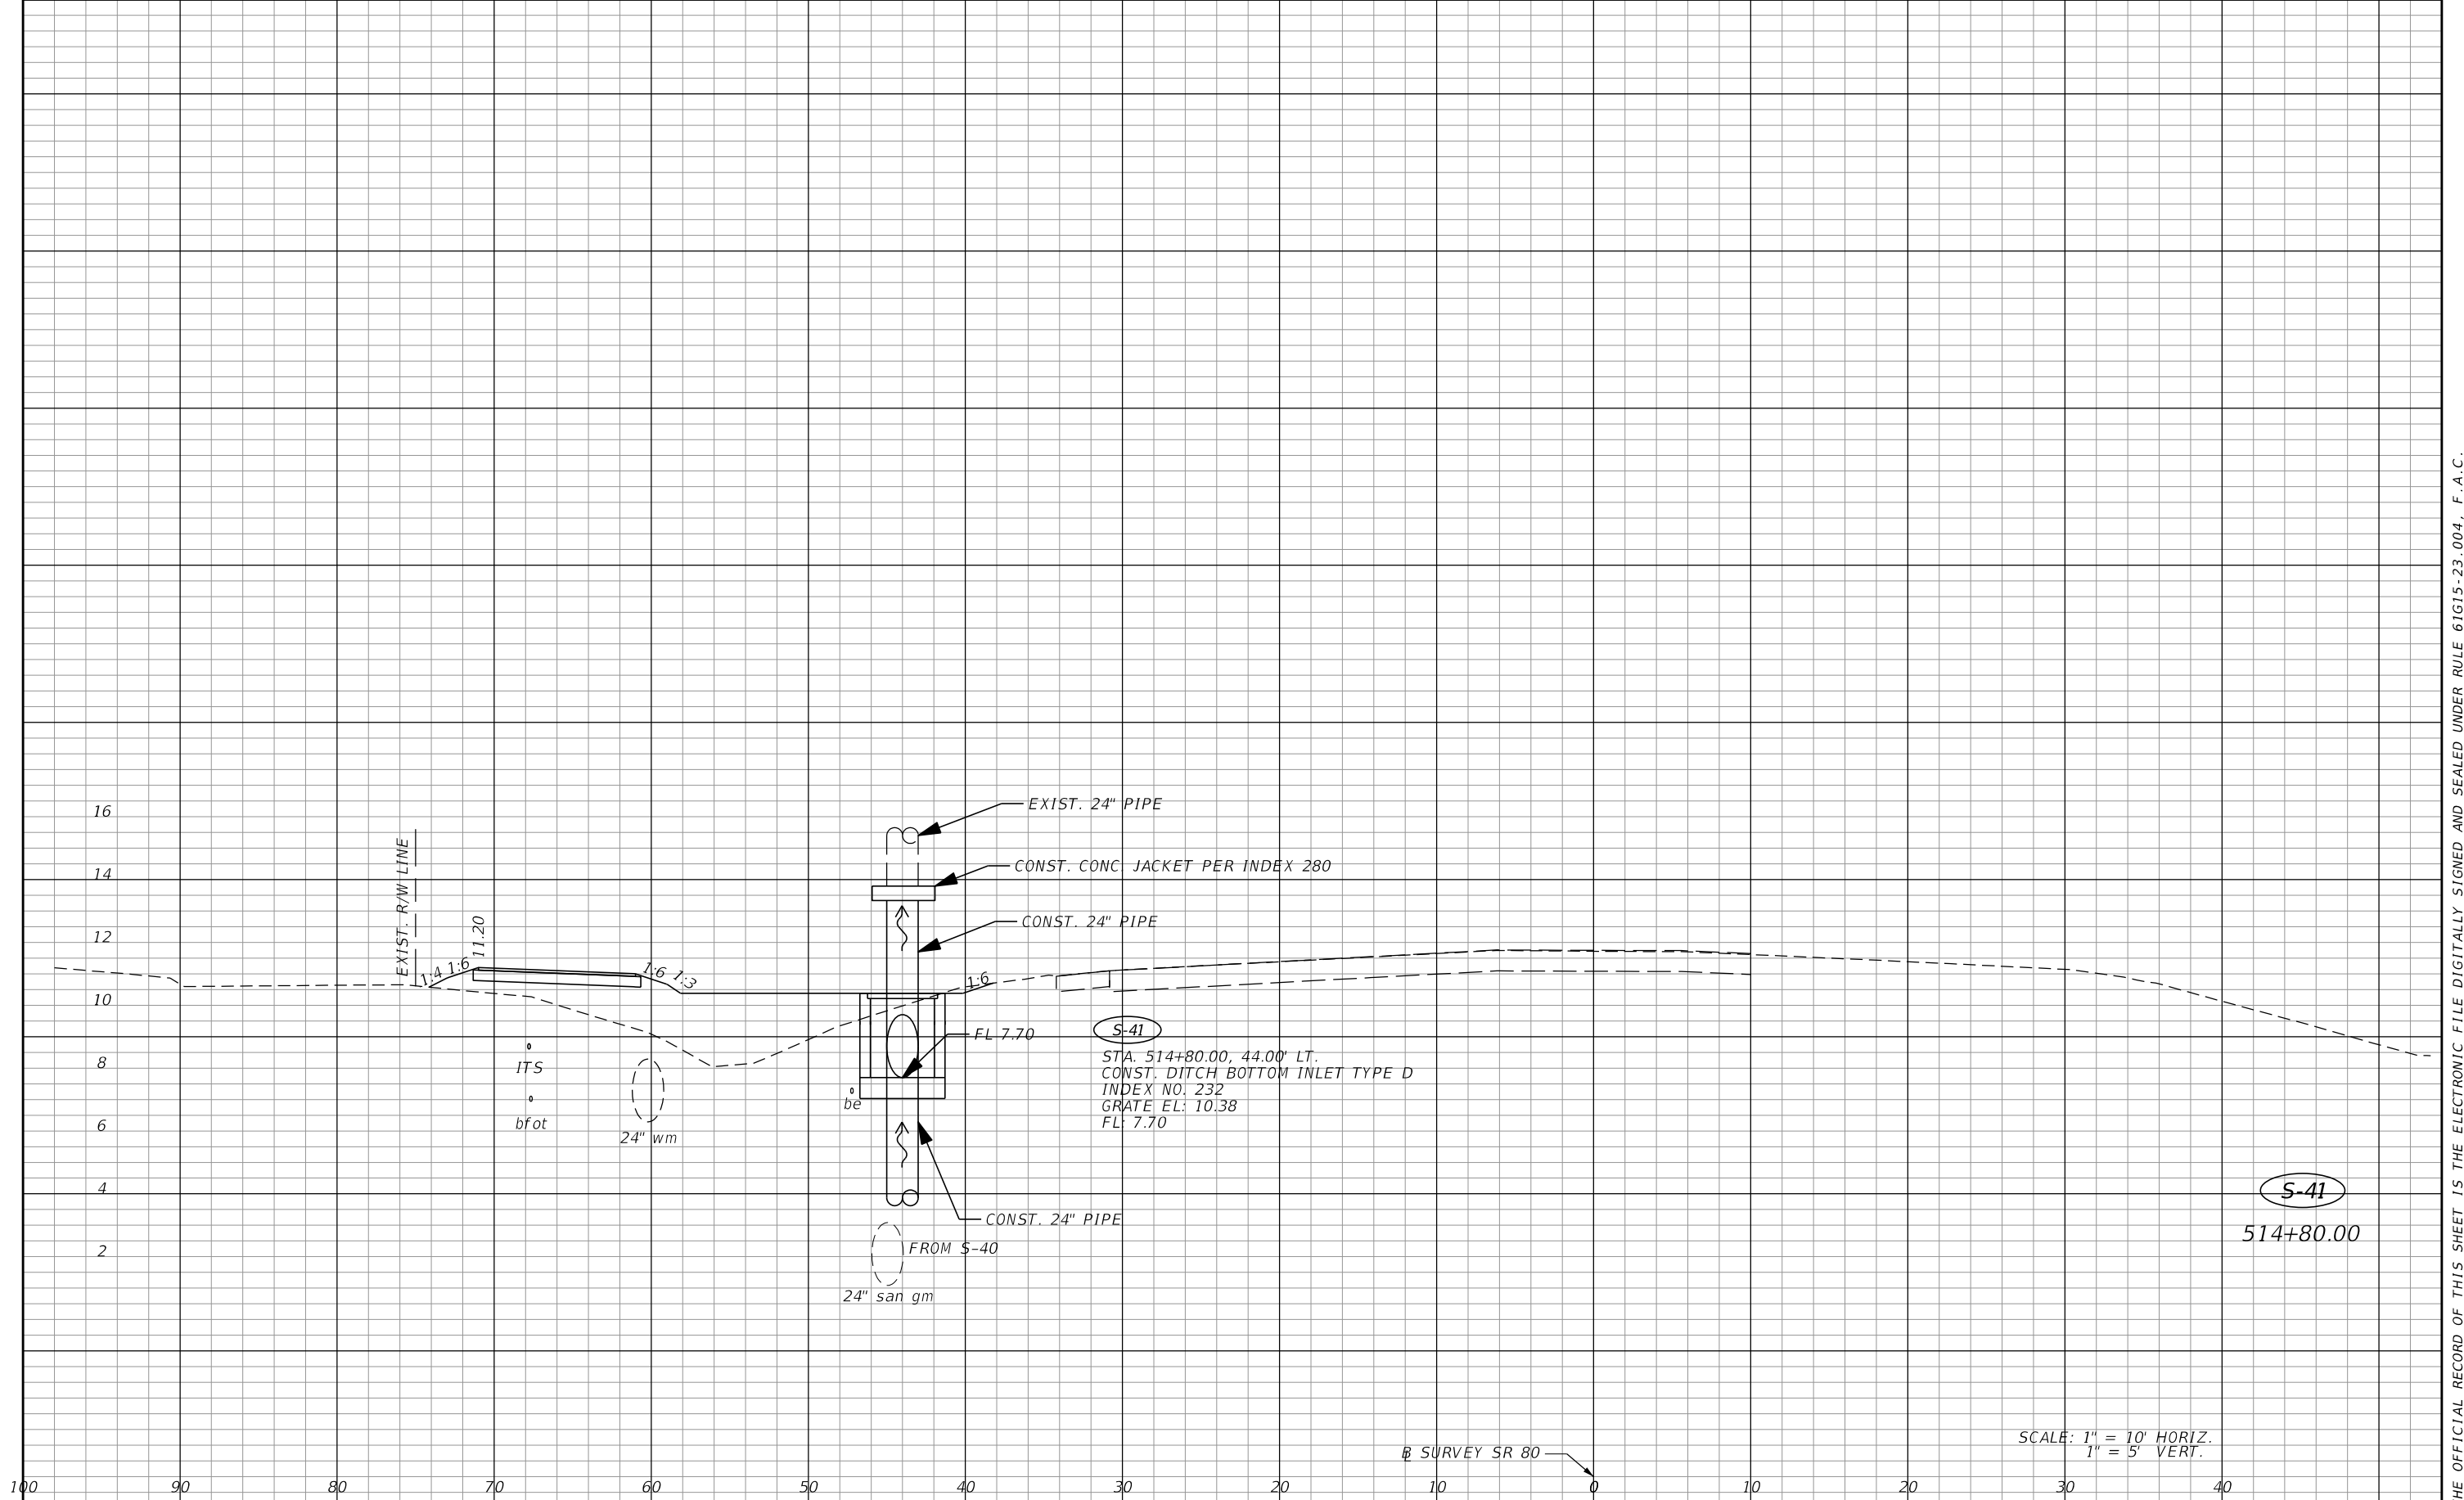 16
EXIST. 24" PIPE
EXIST. R/W LINE
14
CONST. CONC. JACKET PER INDEX 280
12
11.20
CONST. 24" PIPE
1:4
1:6
1:6
1:3
1:6
10
FL 7.70
S-41
8
ITS
STA. 514+80.00, 44.00' LT.
CONST. DITCH BOTTOM INLET TYPE D
INDEX NO. 232
GRATE EL: 10.38
FL: 7.70
be
6
bfot
24" wm
4
S-41
514+80.00
CONST. 24" PIPE
2
FROM S-40
24" san gm
SCALE: 1" = 10' HORIZ.
1" = 5' VERT.
B SURVEY SR 80
100 90 80 70 60 50 40 30 20 10 0 10 20 30 40
HE OFFICIAL RECORD OF THIS SHEET IS THE ELECTRONIC FILE DIGITALLY SIGNED AND SEALED UNDER RULE 61G15-23.004, F.A.C.